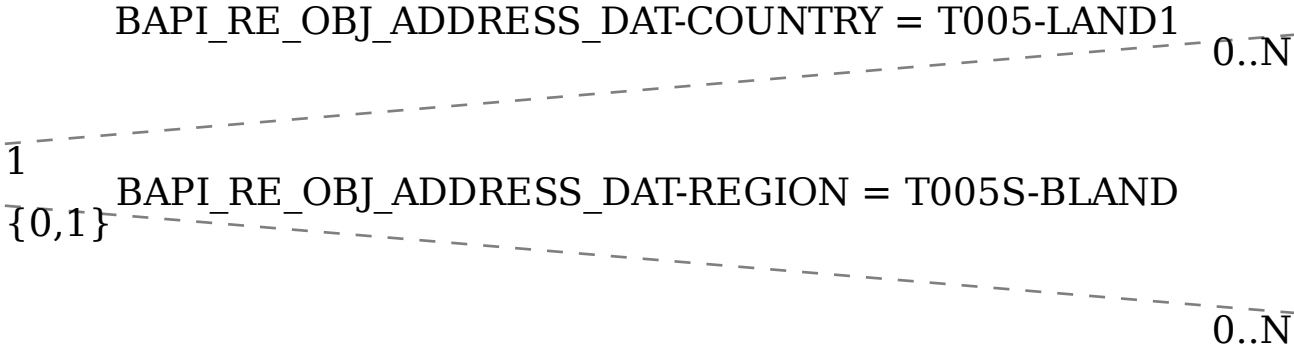 BAPI_RE_OBJ_ADDRESS_DAT-COUNTRY = T005-LAND1
0..N
1
BAPI_RE_OBJ_ADDRESS_DAT-REGION = T005S-BLAND
{0,1}
0..N